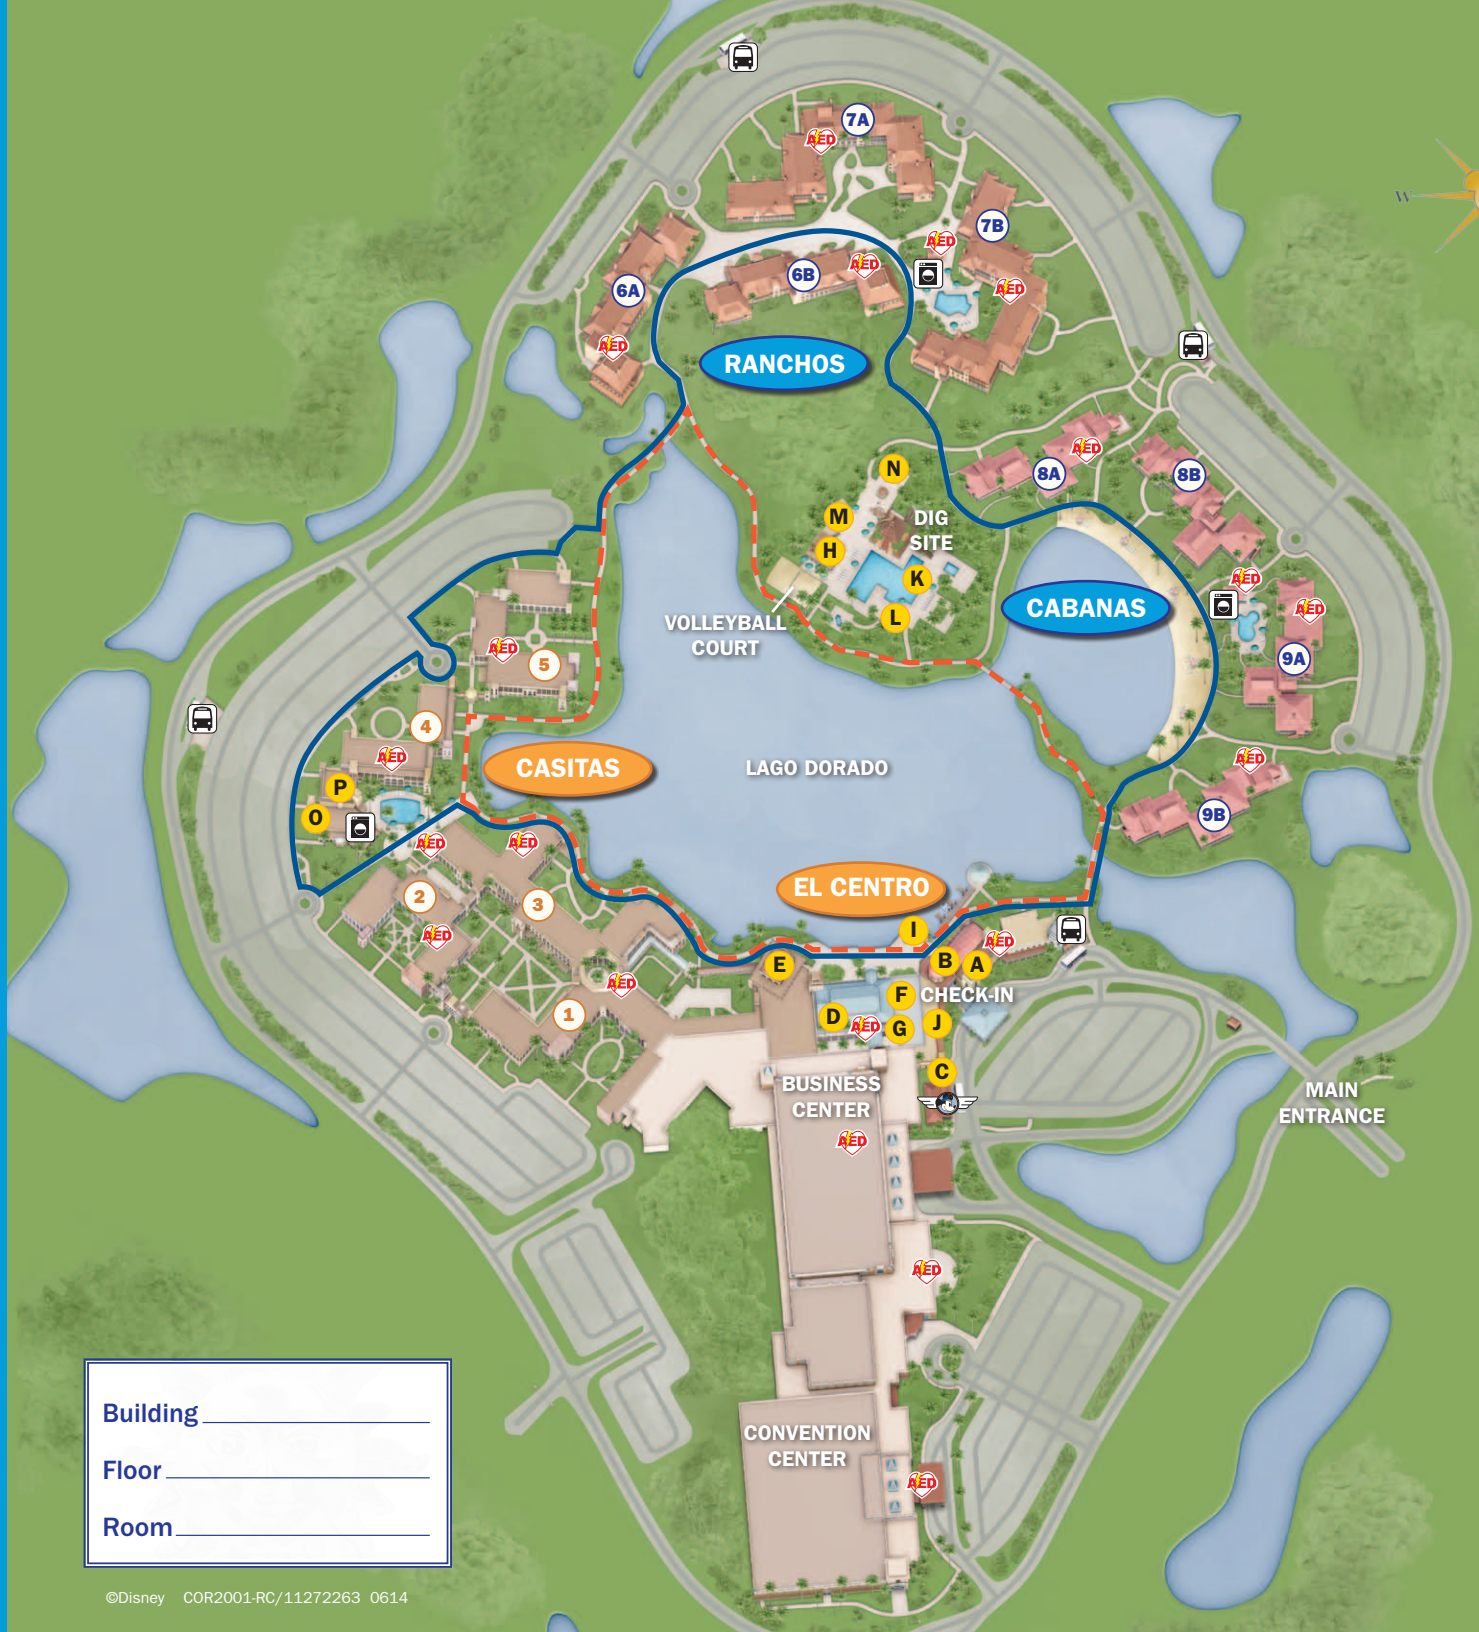 7A
AED
W
7B
AED
6B
AED
6A
AED
AED
RANCHOS
AED
8A
8B
N
M
DIG
SITE
H
K
AED
CABANAS
AED
L
VOLLEYBALL
COURT
AED
5
9A
4
AED
CASITAS
LAGO DORADO
AED
P
O
9B
AED
AED
EL CENTRO
2
3
I
AED
AED
E
B
A
AED
F
CHECK-IN
1
D
AED
G
J
C
BUSINESS
CENTER
MAIN
ENTRANCE
AED
AED
CONVENTION
CENTER
AED
Building
Floor
Room
©Disney COR2001-RC/11272263 0614